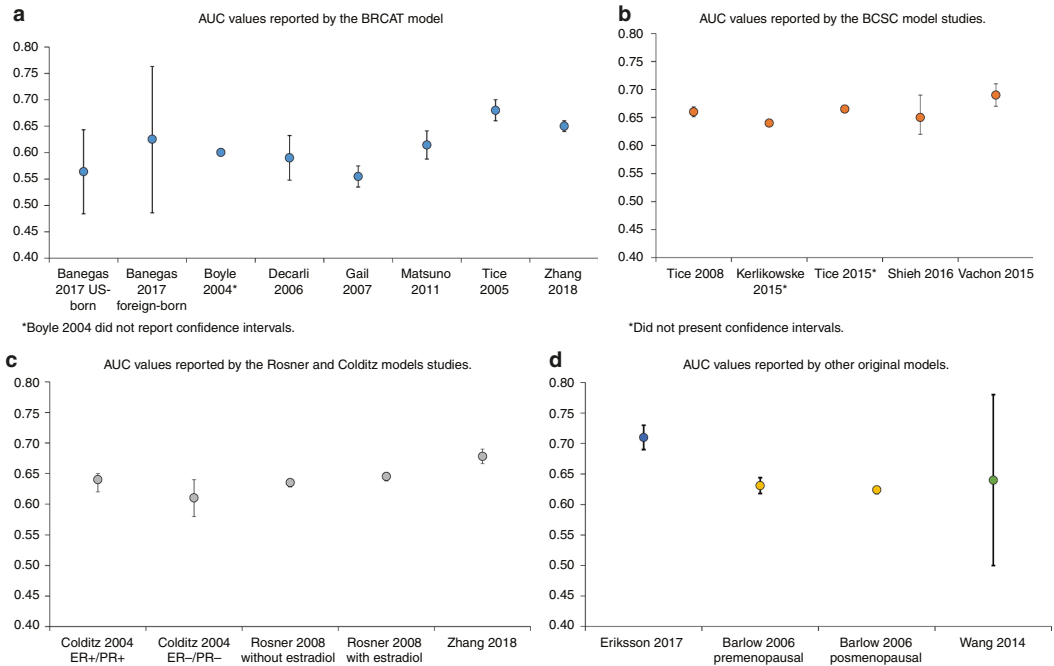 a
AUC values reported by the BRCAT model
0.80
0.75
0.70
0.65
0.60
0.55
0.50
0.45
0.40
Banegas 2017 US-born
Banegas 2017 foreign-born
Boyle 2004*
Decarli 2006
Gail 2007
Matsuno 2011
Tice 2005
Zhang 2018
*Boyle 2004 did not report confidence intervals.
b
AUC values reported by the BCSC model studies.
0.80
0.75
0.70
0.65
0.60
0.55
0.50
0.45
0.40
Tice 2008
Kerlikowske 2015*
Tice 2015*
Shieh 2016
Vachon 2015
*Did not present confidence intervals.
c
AUC values reported by the Rosner and Colditz models studies.
0.80
0.75
0.70
0.65
0.60
0.55
0.50
0.45
0.40
Colditz 2004 ER+/PR+
Colditz 2004 ER–/PR–
Rosner 2008 without estradiol
Rosner 2008 with estradiol
Zhang 2018
d
AUC values reported by other original models.
0.80
0.75
0.70
0.65
0.60
0.55
0.50
0.45
0.40
Eriksson 2017
Barlow 2006 premenopausal
Barlow 2006 posmenopausal
Wang 2014